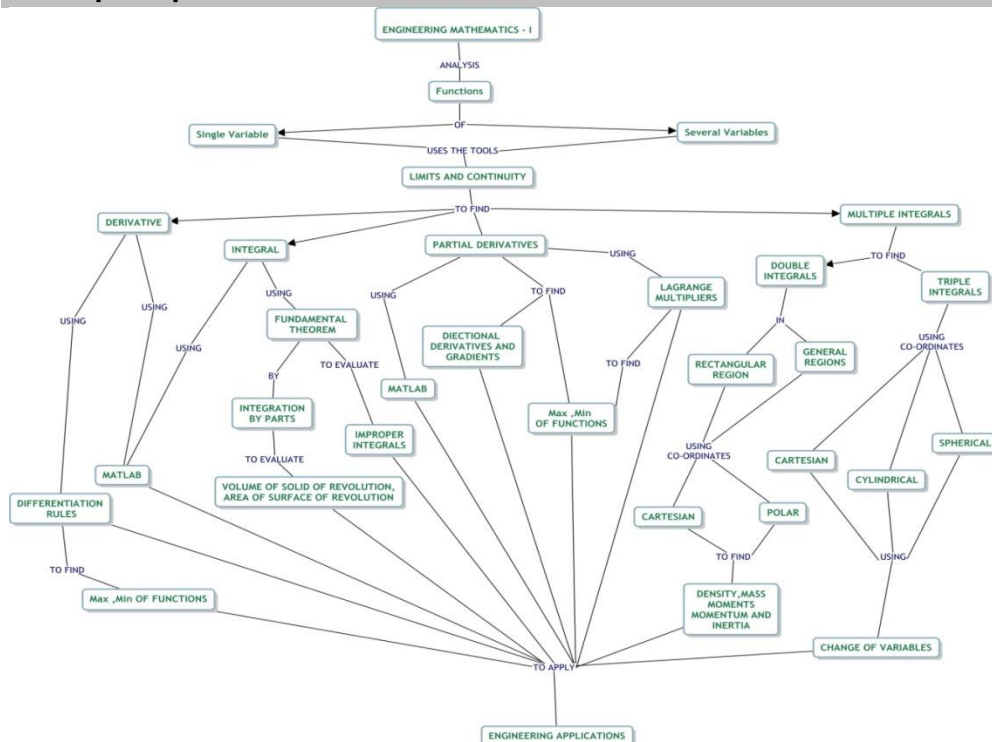 ENGINEERING MATHEMATICS - I
ANALYSIS
Functions
OF
Single Variable
Several Variables
USES THE TOOLS
LIMITS AND CONTINUITY
TO FIND
DERIVATIVE
INTEGRAL
PARTIAL DERIVATIVES
MULTIPLE INTEGRALS
USING
USING
USING
USING
FUNDAMENTAL
THEOREM
BY
TO EVALUATE
INTEGRATION
BY PARTS
TO EVALUATE
IMPROPER
INTEGRALS
VOLUME OF SOLID OF REVOLUTION,
AREA OF SURFACE OF REVOLUTION
MATLAB
DIFFERENTIATION
RULES
TO FIND
Max ,Min OF FUNCTIONS
USING
TO FIND
USING
MATLAB
DIECTIONAL
DERIVATIVES AND
GRADIENTS
LAGRANGE
MULTIPLIERS
TO FIND
Max ,Min
OF FUNCTIONS
TO FIND
DOUBLE
INTEGRALS
TRIPLE
INTEGRALS
IN
RECTANGULAR
REGION
GENERAL
REGIONS
USING
CO-ORDINATES
CARTESIAN
POLAR
TO FIND
DENSITY,MASS
MOMENTS
MOMENTUM AND
INERTIA
USING
CO-ORDINATES
CARTESIAN
CYLINDRICAL
SPHERICAL
USING
CHANGE OF VARIABLES
TO APPLY
ENGINEERING APPLICATIONS